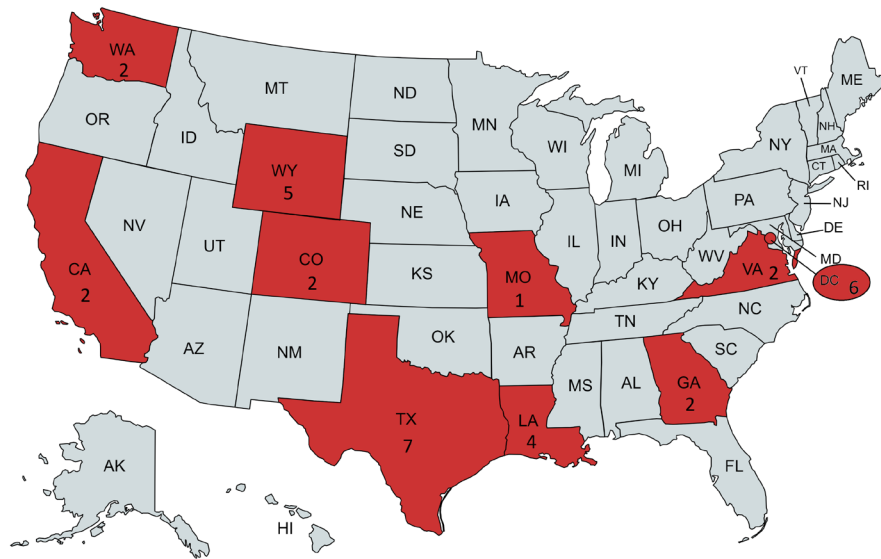 WA
2
MT
ND
MN
VT
ME
OR
ID
SD
WI
MI
NY
NH
MA
CT
RI
WY
5
NE
IA
PA
NJ
NV
UT
CO
2
KS
MO
1
IL
IN
OH
WV
VA 2
DE
MD
DC 6
CA
2
KY
NC
AZ
NM
OK
AR
TN
SC
TX
7
LA
4
MS
AL
GA
2
FL
AK
HI